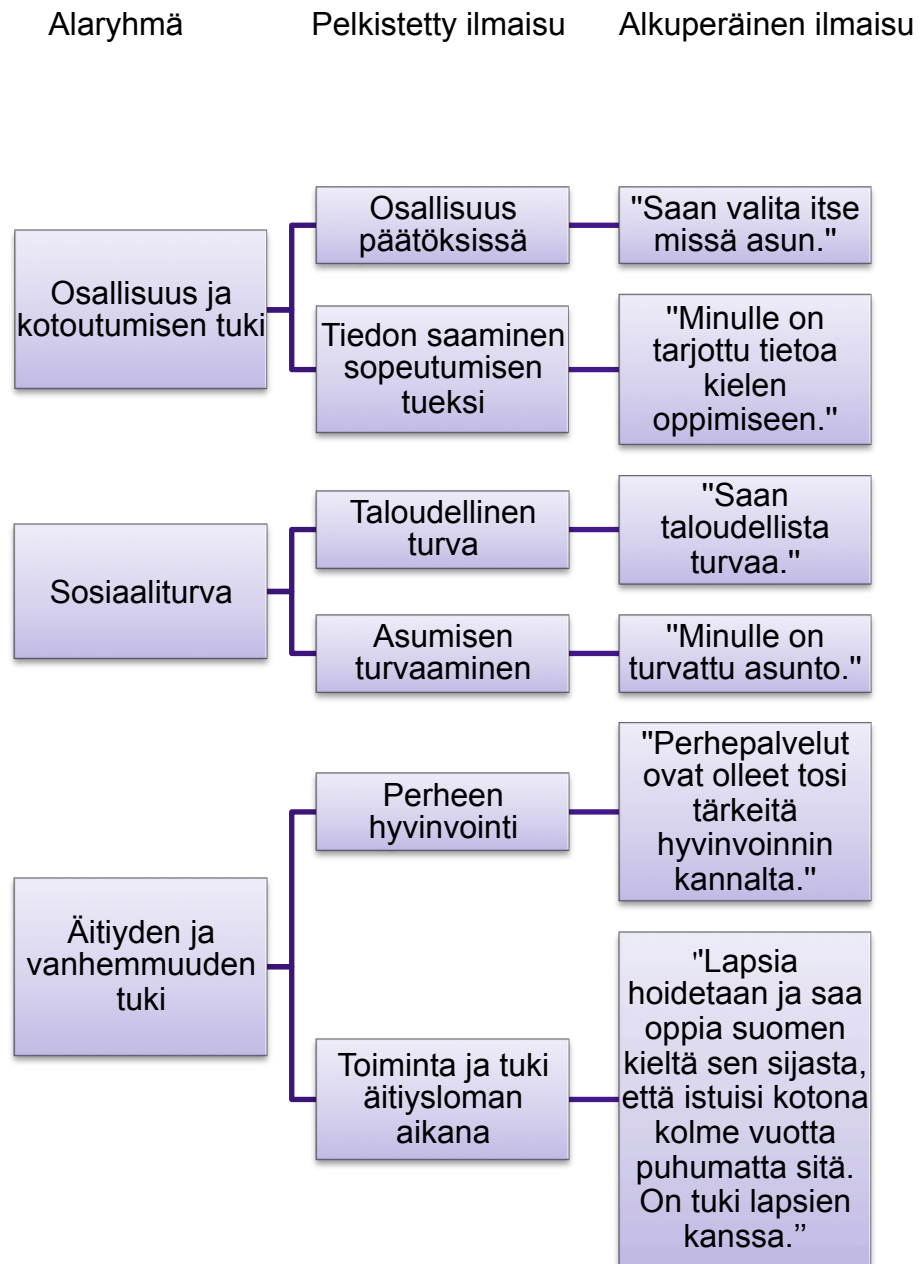 Alaryhmä Pelkistetty ilmaisu Alkuperäinen ilmaisu
Osallisuus ja
kotoutumisen tuki
Osallisuus
päätöksissä
"Saan valita itse
missä asun."
Tiedon saaminen
sopeutumisen
tueksi
"Minulle on
tarjottu tietoa
kielen
oppimiseen."
Sosiaaliturva
Taloudellinen
turva
"Saan
taloudellista
turvaa."
Asumisen
turvaaminen
"Minulle on
turvattu asunto."
Äitiyden ja
vanhemmuuden
tuki
Perheen
hyvinvointi
"Perhepalvelut
ovat olleet tosi
tärkeitä
hyvinvoinnin
kannalta."
Toiminta ja tuki
äitiysloman
aikana
"Lapsia
hoidetaan ja saa
oppia suomen
kieltä sen sijasta,
että istuisi kotona
kolme vuotta
puhumatta sitä.
On tuki lapsien
kanssa.”